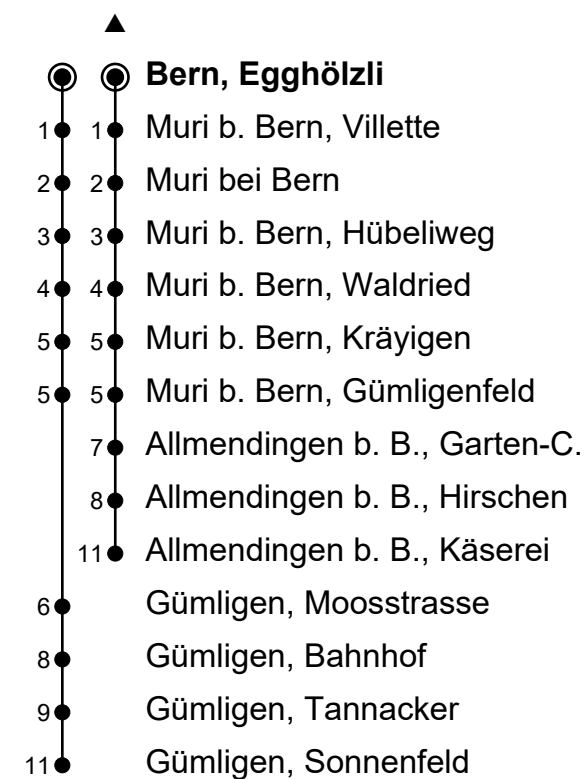 ▲
Bern, Egghölzli
1 1 Muri b. Bern, Villette
2 2 Muri bei Bern
3 3 Muri b. Bern, Hübeliweg
4 4 Muri b. Bern, Waldried
5 5 Muri b. Bern, Kräyigen
5 5 Muri b. Bern, Gümligenfeld
7 Allmendingen b. B., Garten-C.
8 Allmendingen b. B., Hirschen
11 Allmendingen b. B., Käserei
6 Gümligen, Moosstrasse
8 Gümligen, Bahnhof
9 Gümligen, Tannacker
11 Gümligen, Sonnenfeld